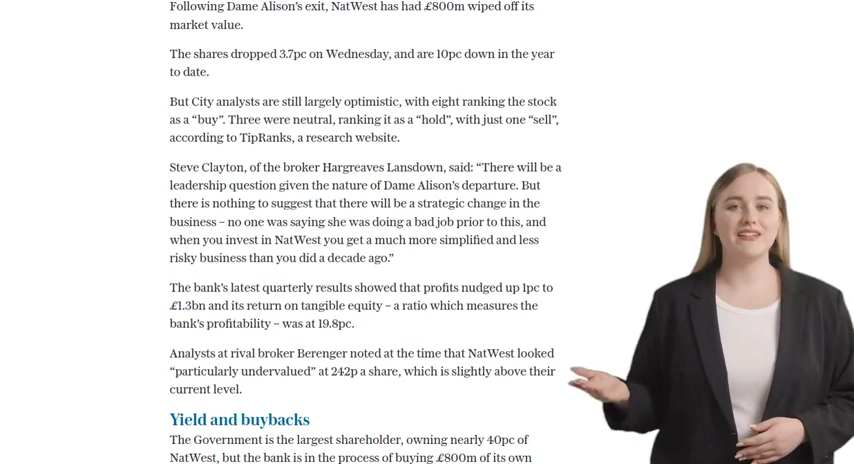 Following Dame Alison's exit, NatWest has had £800m wiped off its
market value.
The shares dropped 3.7pc on Wednesday, and are 10pc down in the year
to date.
But City analysts are still largely optimistic, with eight ranking the stock
as a “buy”. Three were neutral, ranking it as a “hold”, with just one “sell”,
according to TipRanks, a research website.
Steve Clayton, of the broker Hargreaves Lansdown, said: “There will be a
leadership question given the nature of Dame Alison's departure. But
there is nothing to suggest that there will be a strategic change in the
business – no one was saying she was doing a bad job prior to this, and
when you invest in NatWest you get a much more simplified and less
risky business than you did a decade ago.”
The bank's latest quarterly results showed that profits nudged up 1pc to
£1.3bn and its return on tangible equity – a ratio which measures the
bank's profitability – was at 19.8pc.
Analysts at rival broker Berenger noted at the time that NatWest looked
“particularly undervalued” at 242p a share, which is slightly above their
current level.
Yield and buybacks
The Government is the largest shareholder, owning nearly 40pc of
NatWest, but the bank is in the process of buying £800m of its own